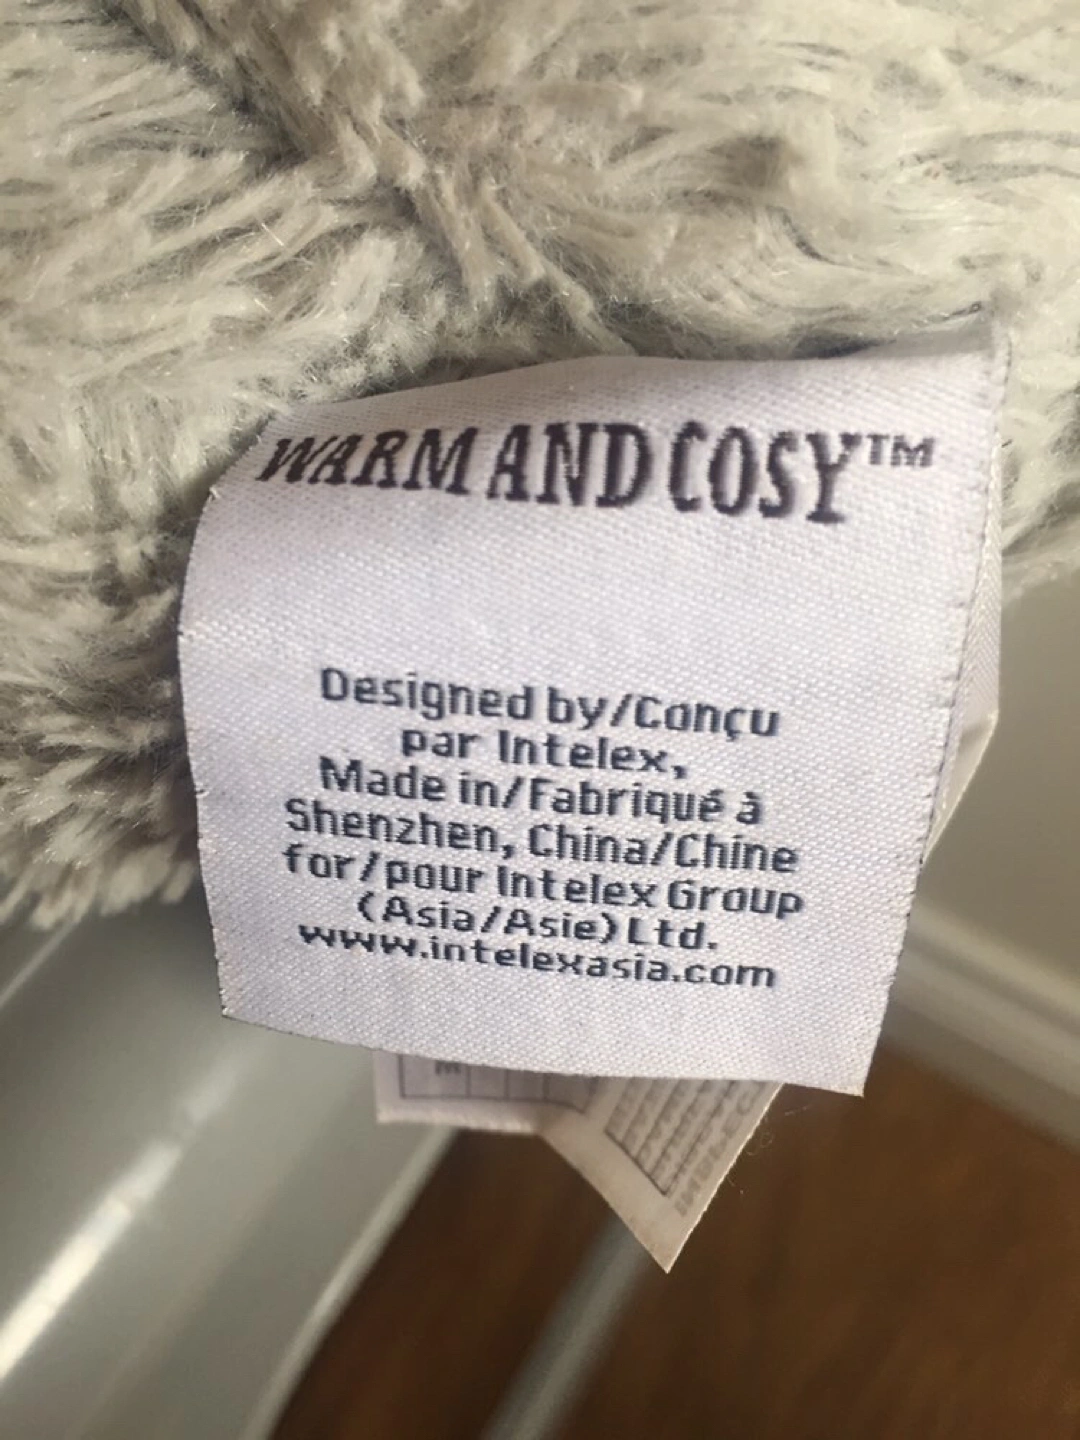 WARM AND COSY™
Designed by/Conçu
par Intelex,
Made in/Fabriqué à
Shenzhen, China/Chine
for/pour Intelex Group
(Asia/Asie) Ltd.
www.intelexasia.com